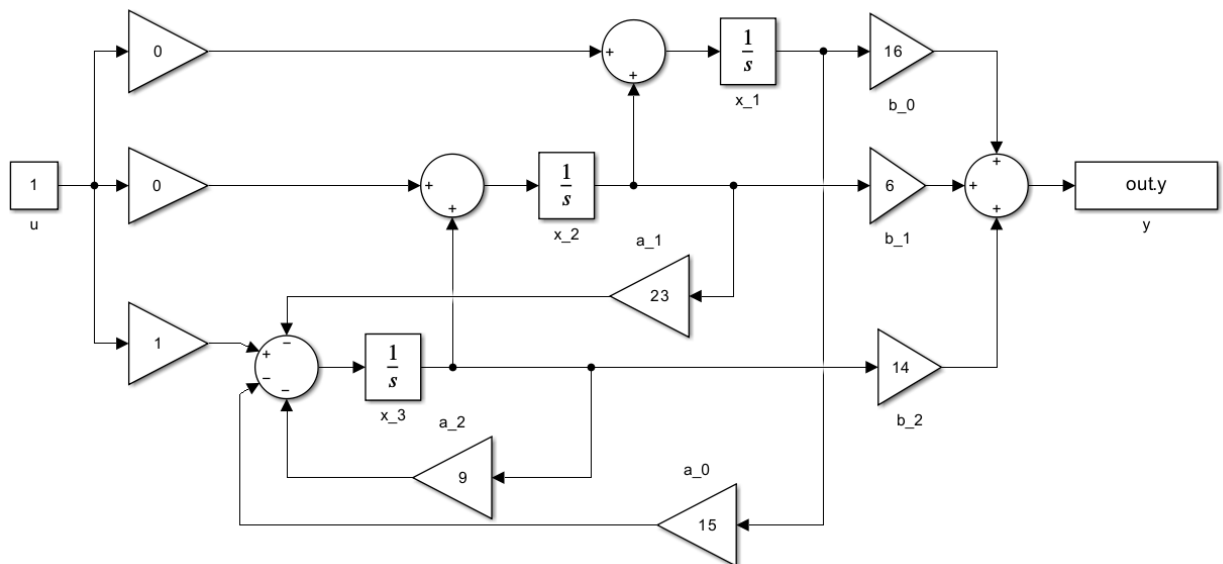 0
+
+
1
s
x_1
16
b_0
1
u
0
+
+
1
s
x_2
6
b_1
+
+
+
out.y
y
a_1
23
1
+
−
−
−
1
s
x_3
14
b_2
a_2
9
a_0
15